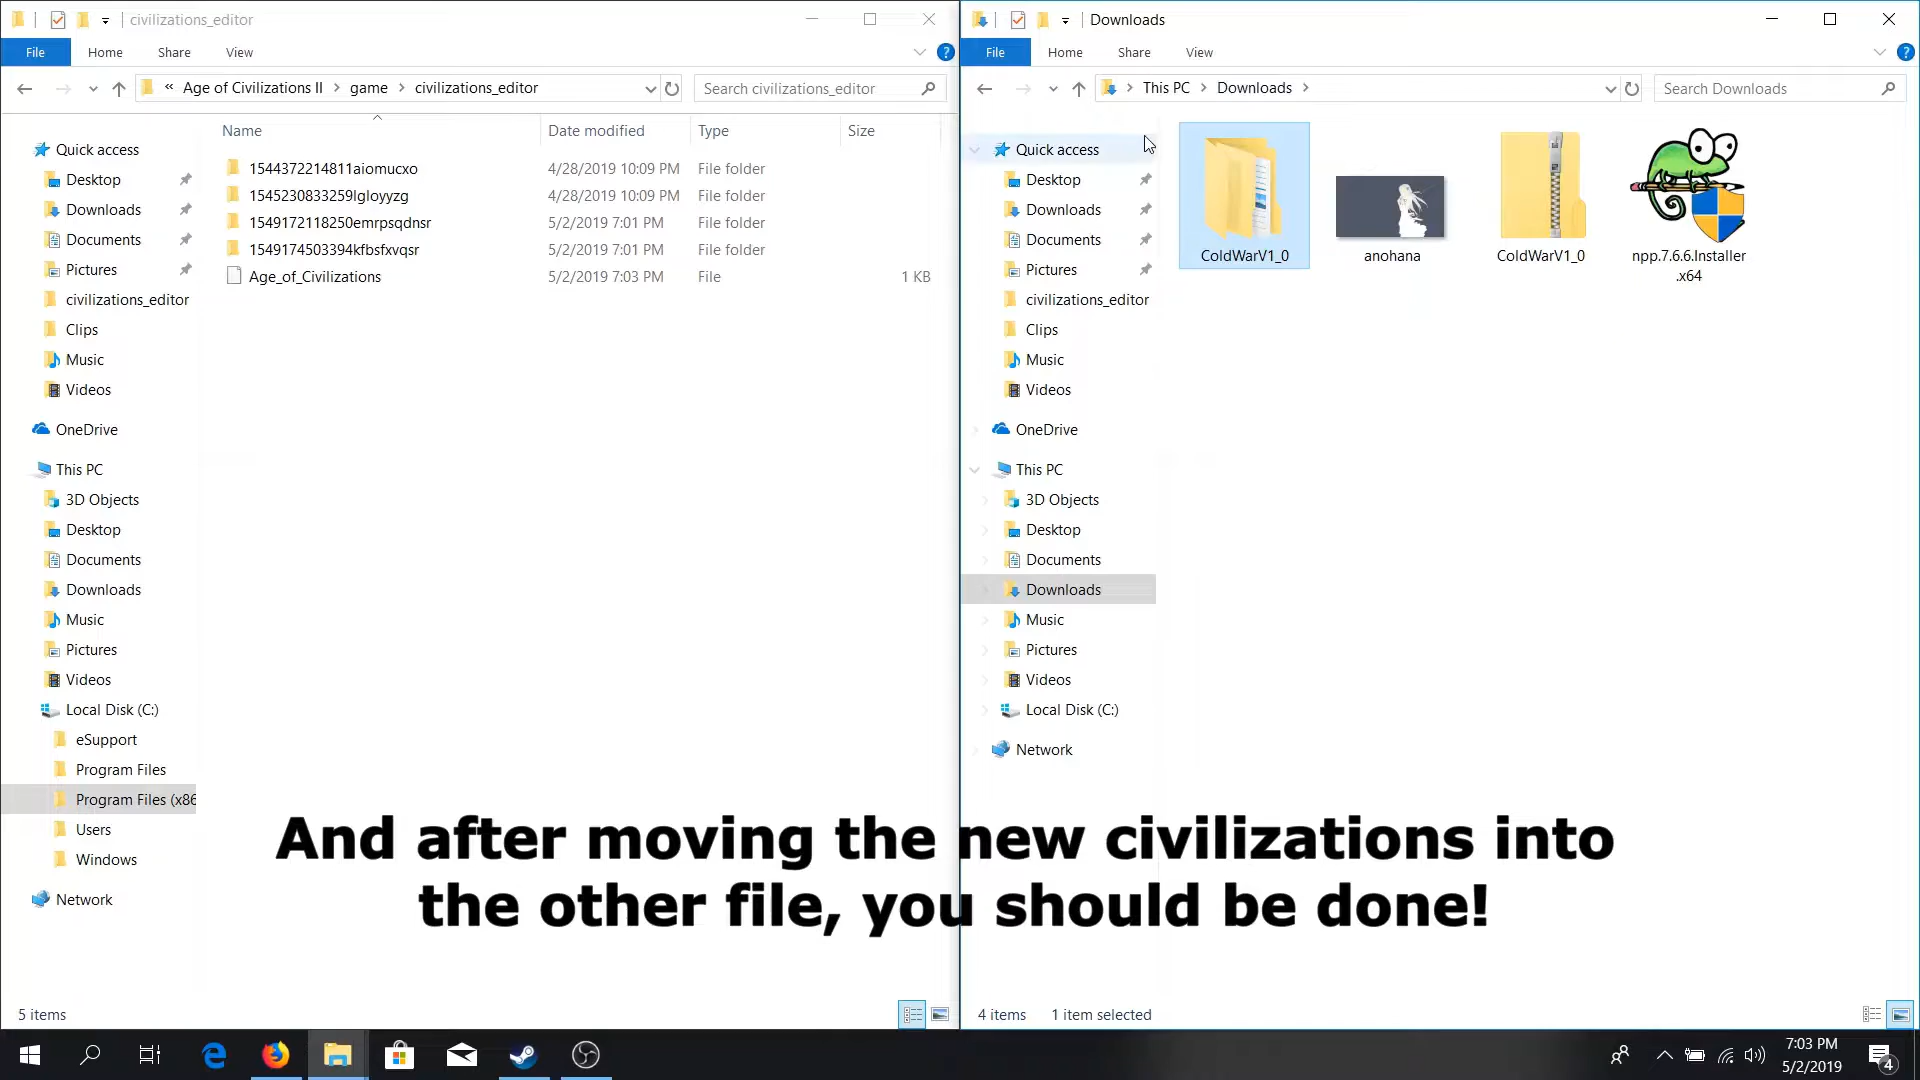 civilizations_editor
File Home Share View
« Age of Civilizations II > game > civilizations_editor
Search civilizations_editor
Name Date modified Type Size
1544372214811aiomucxo 4/28/2019 10:09 PM File folder
1545230833259lgloyyzg 4/28/2019 10:09 PM File folder
1549172118250emrpsqdnsr 5/2/2019 7:01 PM File folder
1549174503394kfbsfxvqsr 5/2/2019 7:01 PM File folder
Age_of_Civilizations 5/2/2019 7:03 PM File 1 KB
Quick access
Desktop
Downloads
Documents
Pictures
civilizations_editor
Clips
Music
Videos
OneDrive
This PC
3D Objects
Desktop
Documents
Downloads
Music
Pictures
Videos
Local Disk (C:)
eSupport
Program Files
Program Files (x86
Users
Windows
Network
5 items
Downloads
File Home Share View
> This PC > Downloads >
Search Downloads
Quick access
Desktop
Downloads
Documents
Pictures
civilizations_editor
Clips
Music
Videos
OneDrive
This PC
3D Objects
Desktop
Documents
Downloads
Music
Pictures
Videos
Local Disk (C:)
Network
ColdWarV1_0
anohana
ColdWarV1_0
npp.7.6.6.Installer
.x64
4 items 1 item selected
And after moving the new civilizations into
the other file, you should be done!
7:03 PM
5/2/2019
4